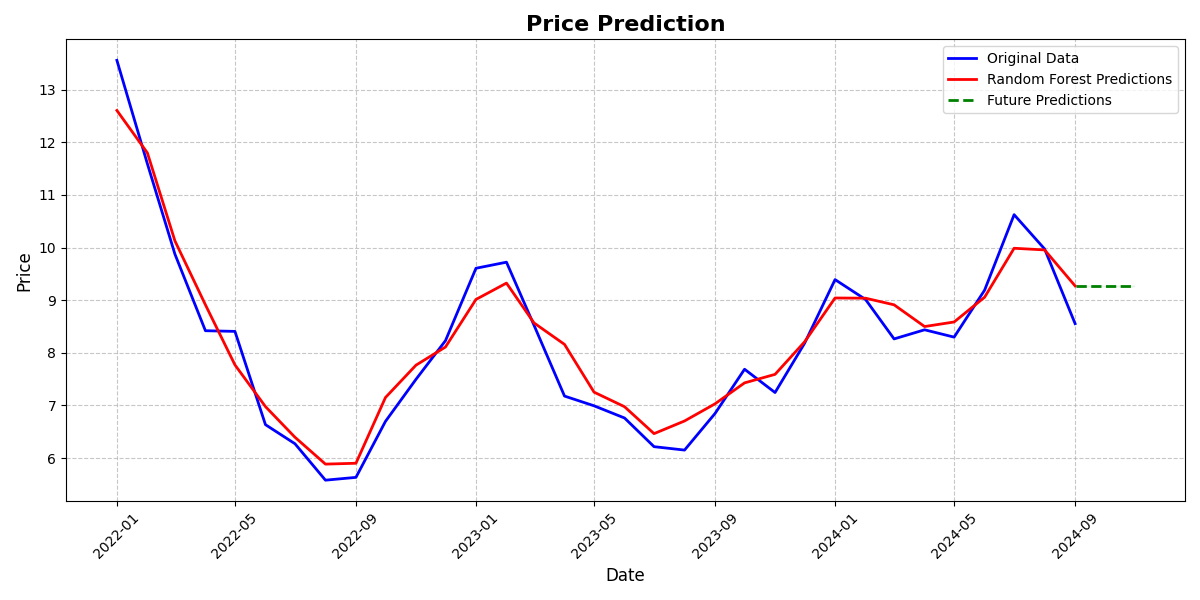 Price Prediction
Original Data
Random Forest Predictions
Future Predictions
Price
13
12
11
10
9
8
7
6
2022-01
2022-05
2022-09
2023-01
2023-05
2023-09
2024-01
2024-05
2024-09
Date